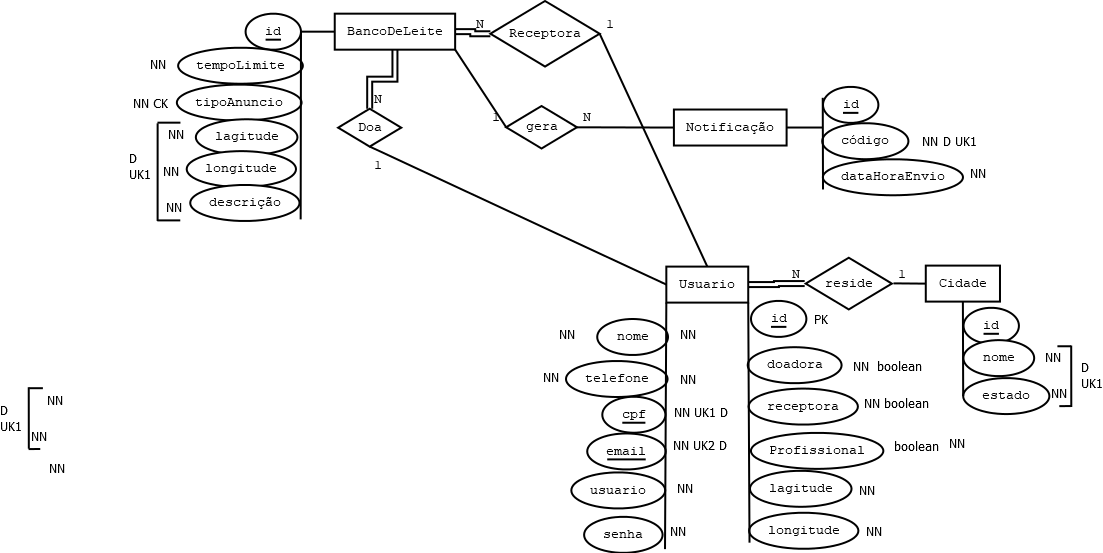 id
BancoDeLeite
N
Receptora
1
NN
tempoLimite
NN CK
tipoAnuncio
N
Doa
1
1
gera
N
Notificação
id
código
NN D UK1
dataHoraEnvio
NN
D
UK1
NN
lagitude
NN
longitude
NN
descrição
Usuario
N
reside
1
Cidade
id
PK
id
NN
nome
NN
doadora
NN boolean
nome
NN
D
UK1
NN
telefone
NN
receptora
NN boolean
estado
NN
cpf
NN UK1 D
email
NN UK2 D
Profissional
boolean
NN
usuario
NN
lagitude
NN
senha
NN
longitude
NN
D
UK1
NN
NN
NN